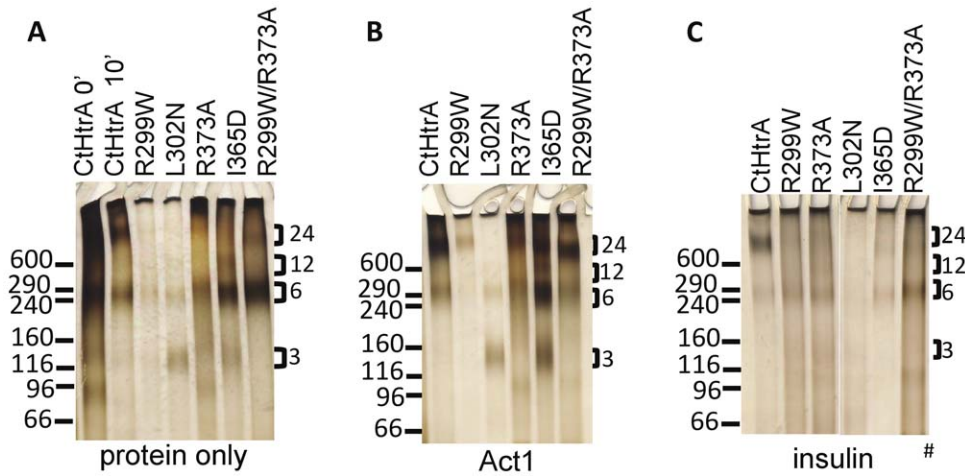 A
CtHtrA 0'
CtHtrA 10'
R299W
L302N
R373A
I365D
R299W/R373A
600
290
240
160
116
96
66
24
12
6
3
protein only
B
CtHtrA
R299W
L302N
R373A
I365D
R299W/R373A
600
290
240
160
116
96
66
24
12
6
3
Act1
C
CtHtrA
R299W
R373A
L302N
I365D
R299W/R373A
600
290
240
160
116
96
66
24
12
6
3
insulin
#